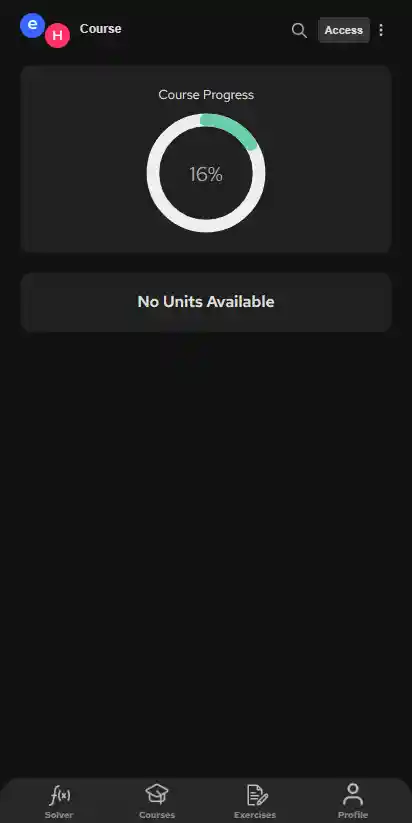 e
H
Course
Access
Course Progress
16%
No Units Available
f(x)
Solver
Courses
Exercises
Profile